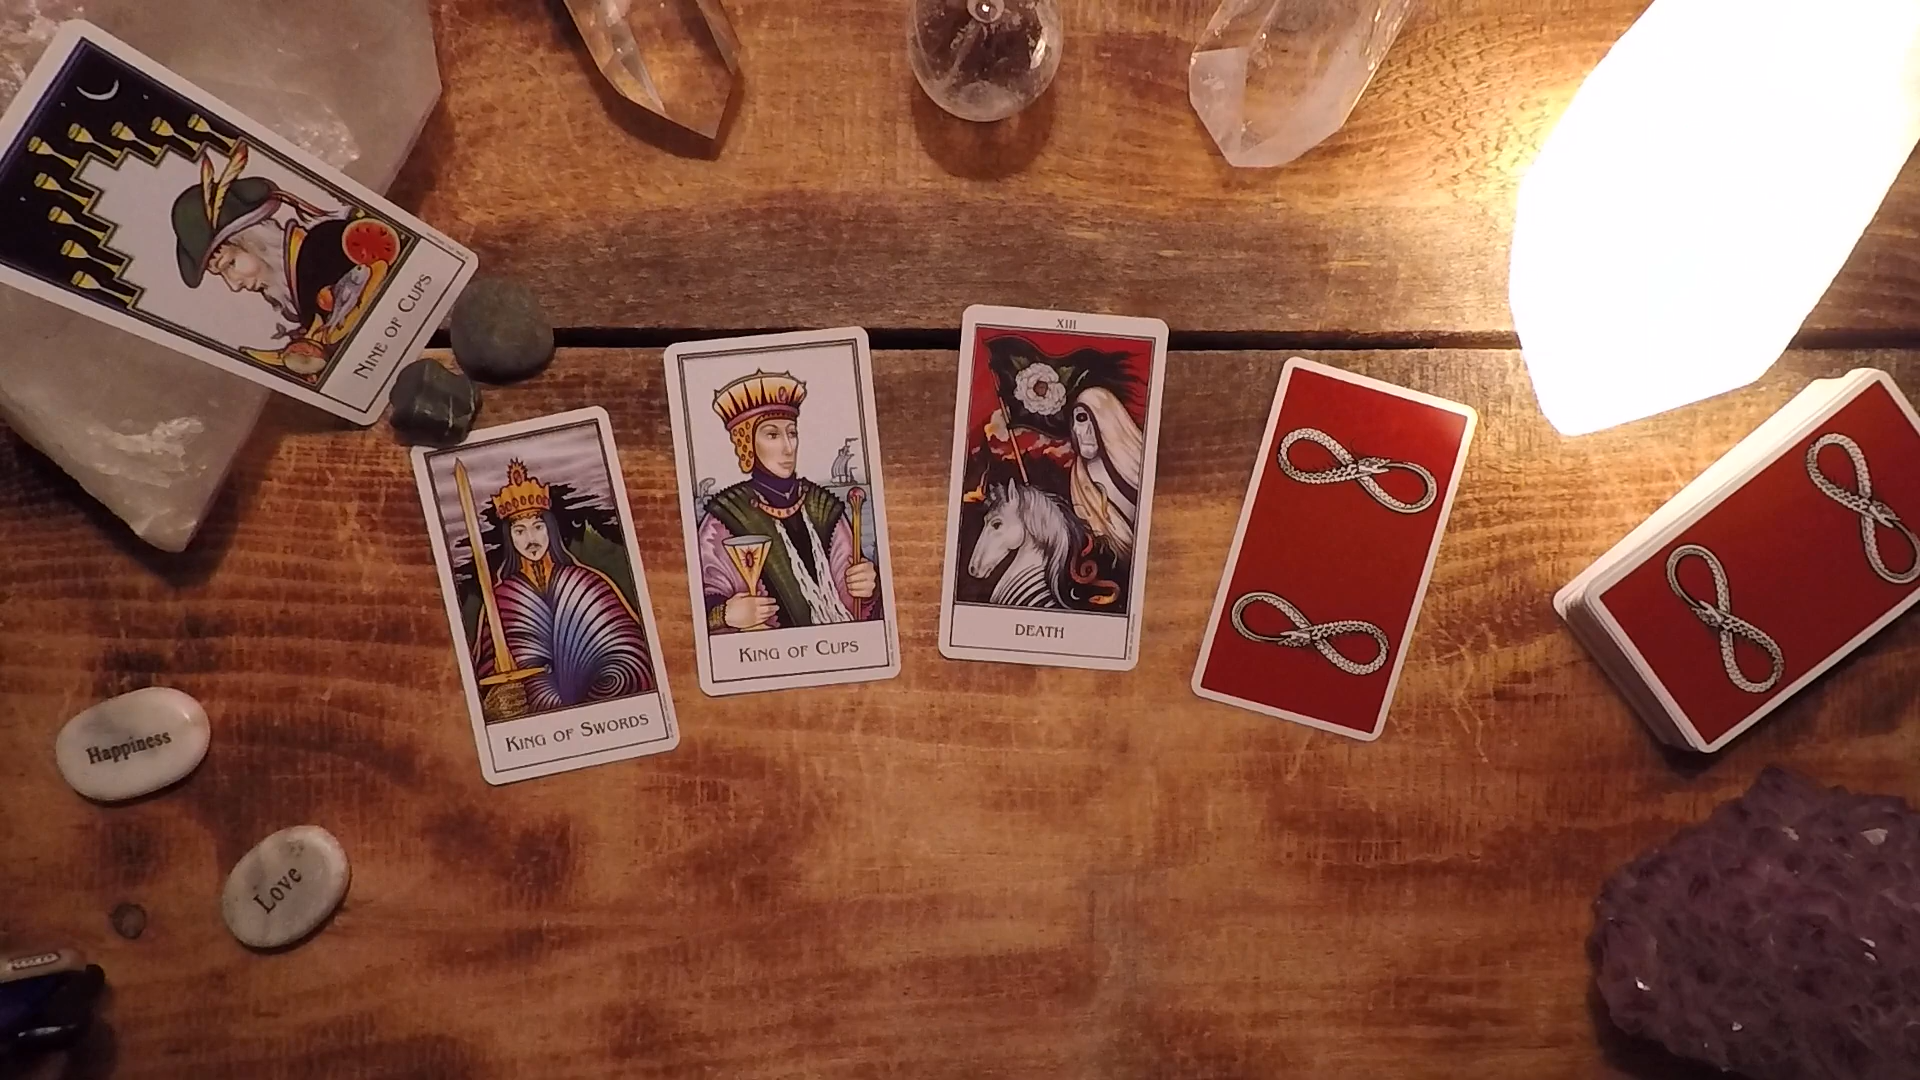 NINE OF CUPS
XIII
KING OF SWORDS
KING OF CUPS
DEATH
Happiness
Love